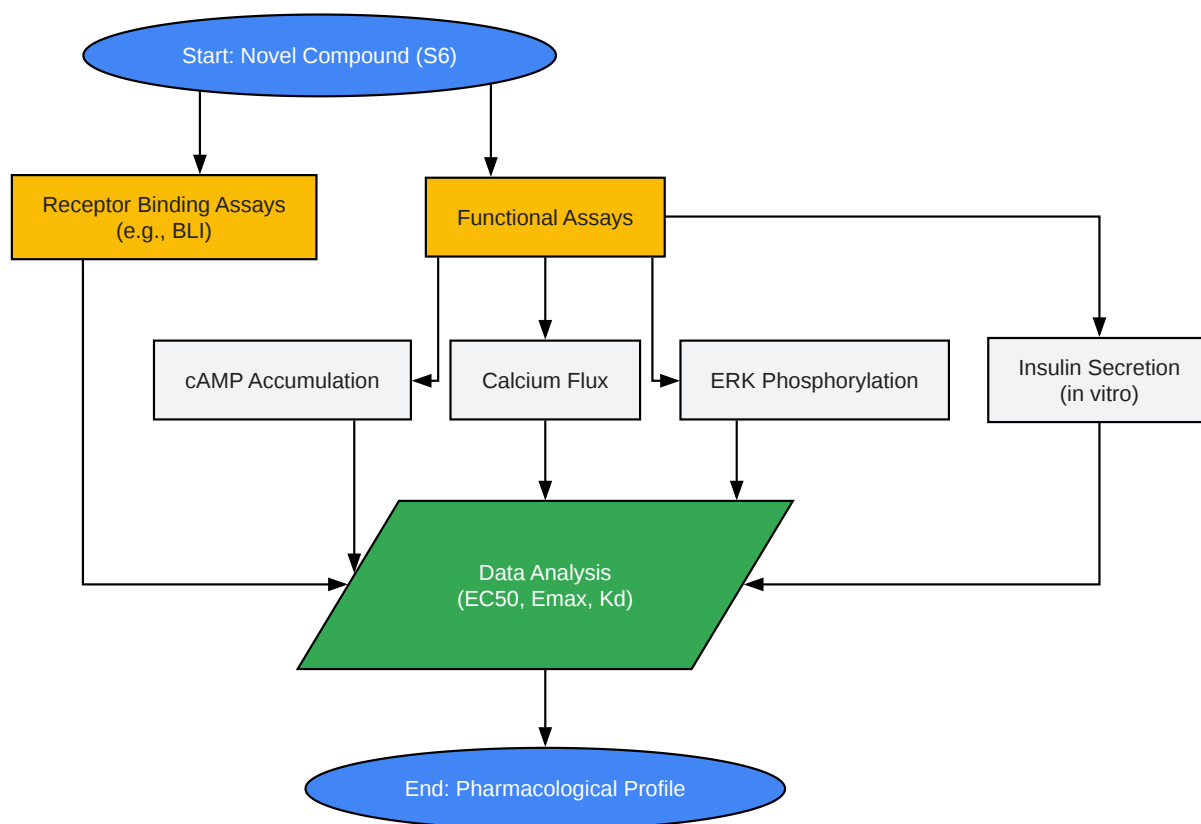 Start: Novel Compound (S6)
Receptor Binding Assays
(e.g., BLI)
Functional Assays
cAMP Accumulation
Calcium Flux
ERK Phosphorylation
Insulin Secretion
(in vitro)
Data Analysis
(EC50, Emax, Kd)
End: Pharmacological Profile